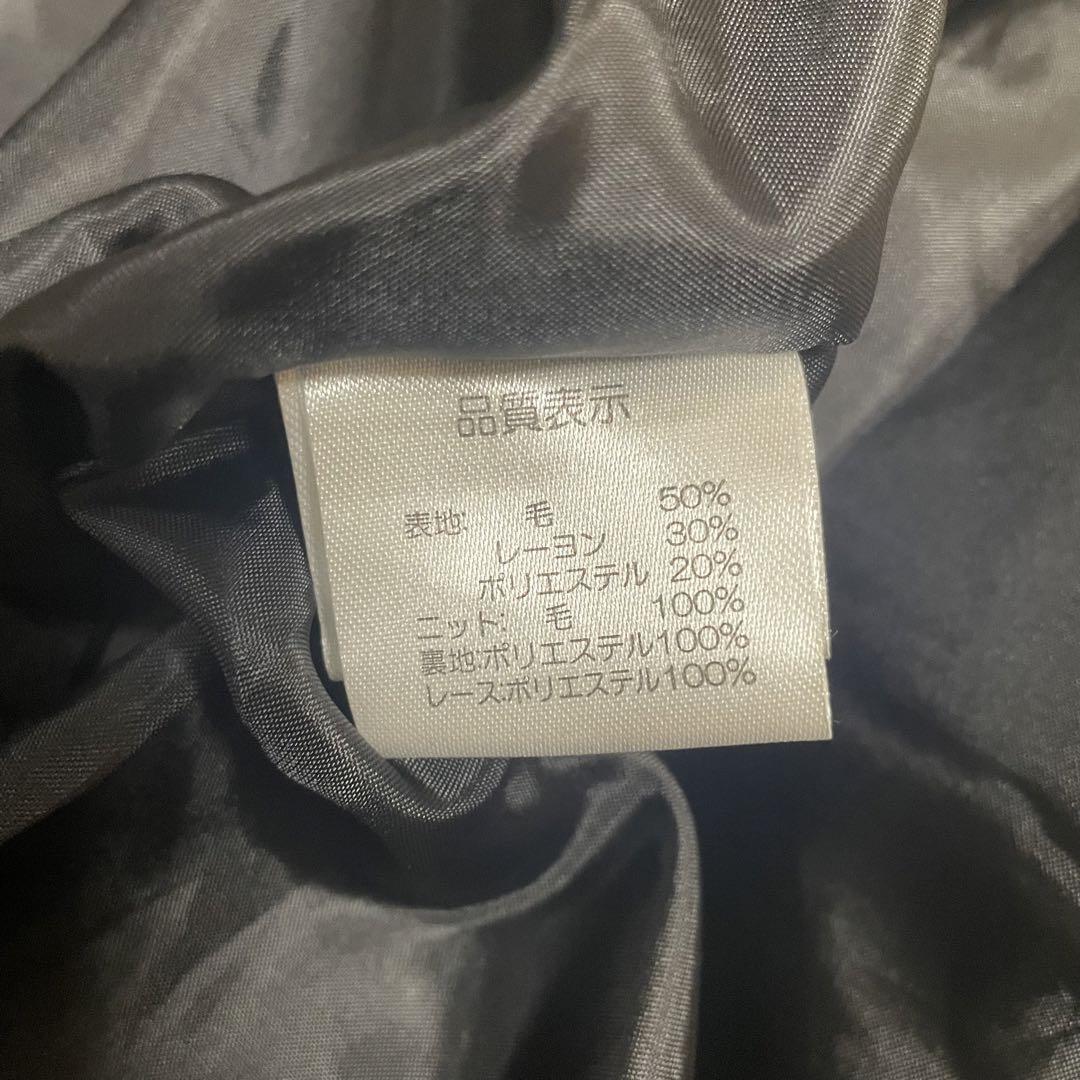 品質表示
表地: 毛 50%
レーヨン 30%
ポリエステル 20%
ニット: 毛 100%
裏地:ポリエステル100%
レース:ポリエステル100%